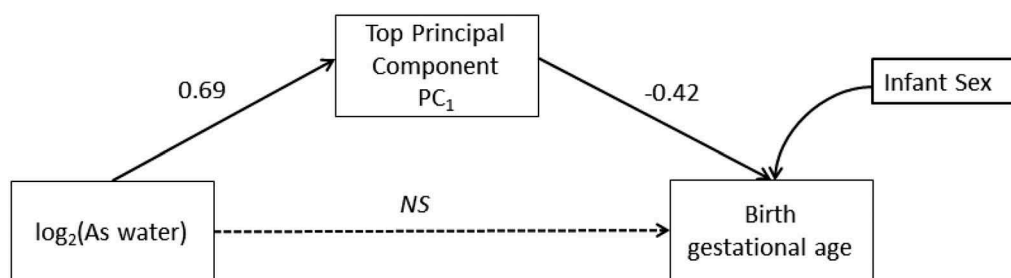 Top Principal
Component
PC₁
Infant Sex
0.69
-0.42
NS
log₂(As water)
Birth
gestational age